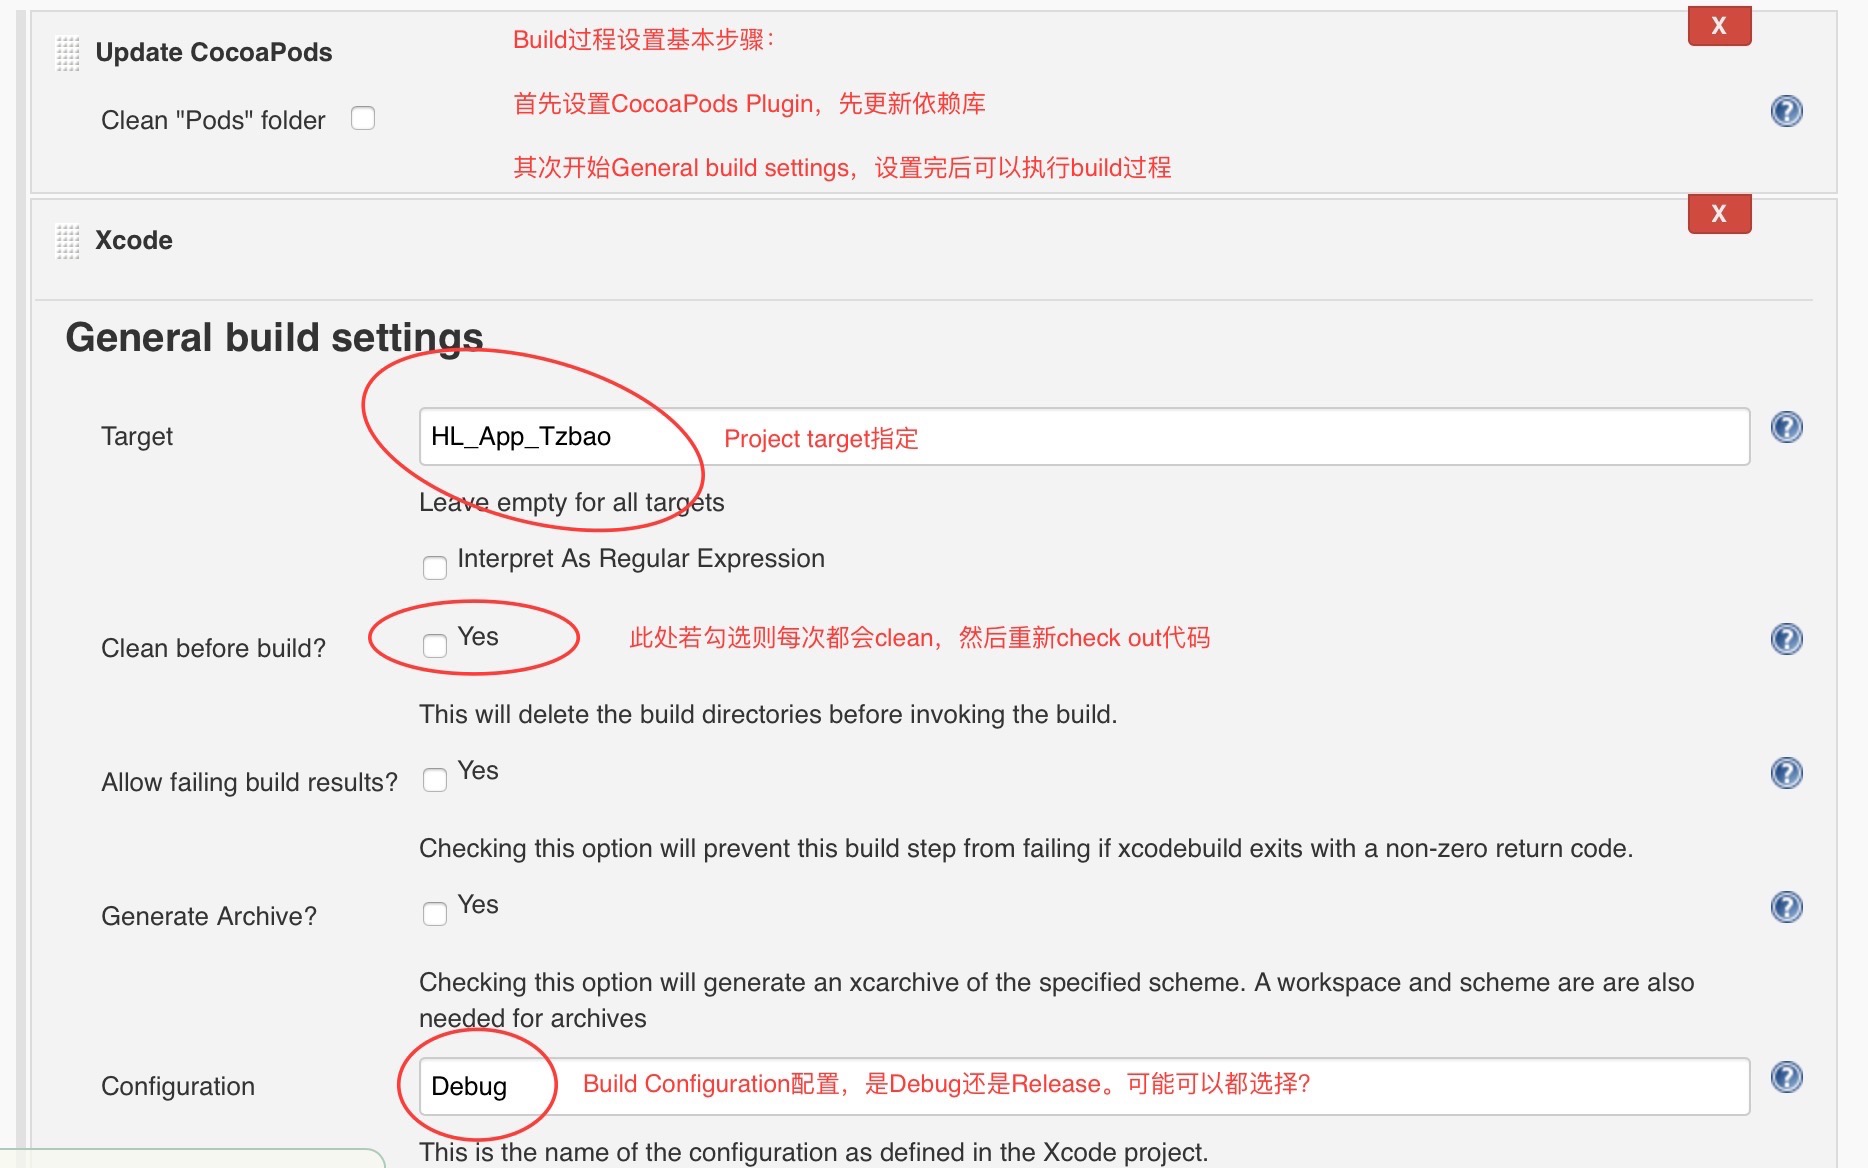 Build过程设置基本步骤：
X
Update CocoaPods
首先设置CocoaPods Plugin，先更新依赖库
Clean "Pods" folder
?
其次开始General build settings，设置完后可以执行build过程
X
Xcode
General build settings
Target
HL_App_Tzbao
Project target指定
?
Leave empty for all targets
Interpret As Regular Expression
Clean before build?
Yes
此处若勾选则每次都会clean，然后重新check out代码
?
This will delete the build directories before invoking the build.
Allow failing build results?
Yes
?
Checking this option will prevent this build step from failing if xcodebuild exits with a non-zero return code.
Generate Archive?
Yes
?
Checking this option will generate an xcarchive of the specified scheme. A workspace and scheme are are also
needed for archives
Configuration
Debug
Build Configuration配置，是Debug还是Release。可能可以都选择？
?
This is the name of the configuration as defined in the Xcode project.